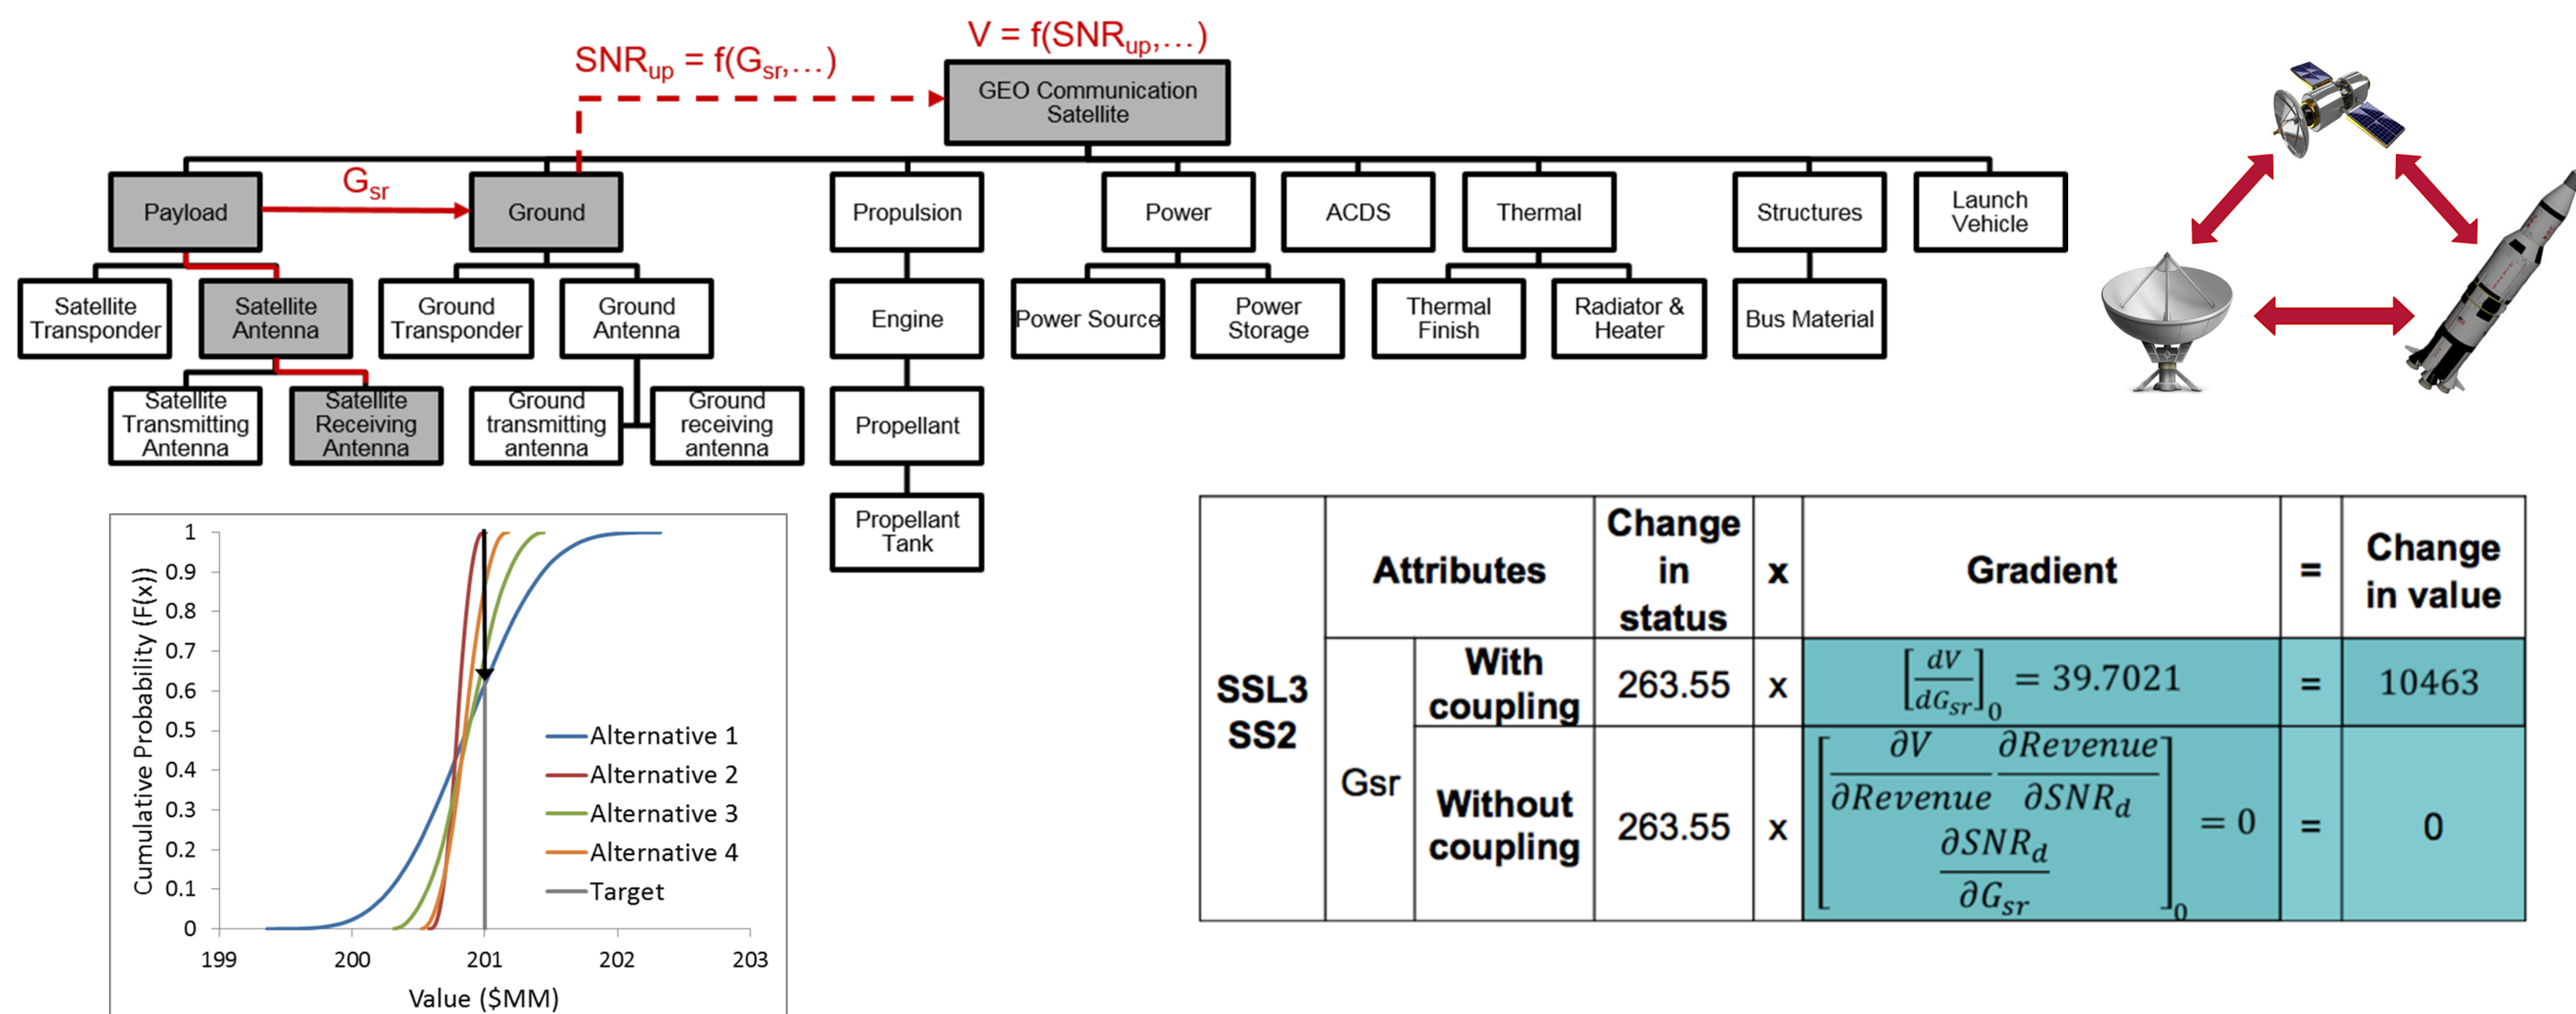 V = f(SNRup,...)
SNRup = f(Gsr,...)
GEO Communication
Satellite
Gsr
Payload
Ground
Propulsion
Power
ACDS
Thermal
Structures
Launch
Vehicle
Satellite
Transponder
Satellite
Antenna
Ground
Transponder
Ground
Antenna
Engine
Power Source
Power
Storage
Thermal
Finish
Radiator &
Heater
Bus Material
Satellite
Transmitting
Antenna
Satellite
Receiving
Antenna
Ground
transmitting
antenna
Ground
receiving
antenna
Propellant
Propellant
Tank
Cumulative Probability (F(x))
1
0.9
0.8
0.7
0.6
0.5
0.4
0.3
0.2
0.1
0
199 200 201 202 203
Value ($MM)
Alternative 1
Alternative 2
Alternative 3
Alternative 4
Target
SSL3
SS2
Attributes
Change
in
status
x
Gradient
=
Change
in value
Gsr
With
coupling
263.55
x
[dV/dGsr]0 = 39.7021
=
10463
Without
coupling
263.55
x
[∂V/∂Revenue ∂Revenue/∂SNRd
∂SNRd/∂Gsr]0 = 0
=
0